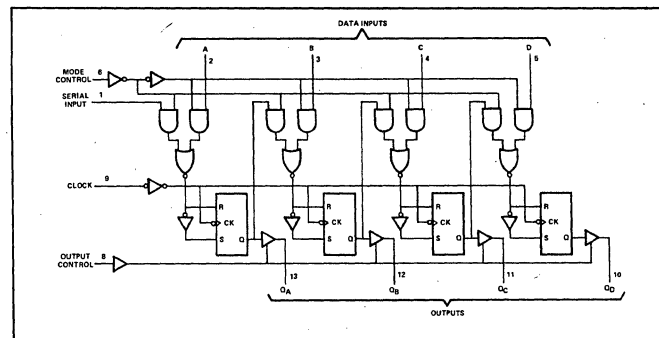 DATA INPUTS
A B C D
2 3 4 5
MODE CONTROL 6
SERIAL INPUT 1
CLOCK 9
R R R R
CK CK CK CK
S Q S Q S Q S Q
OUTPUT CONTROL 8
13 12 11 10
QA QB QC QD
OUTPUTS